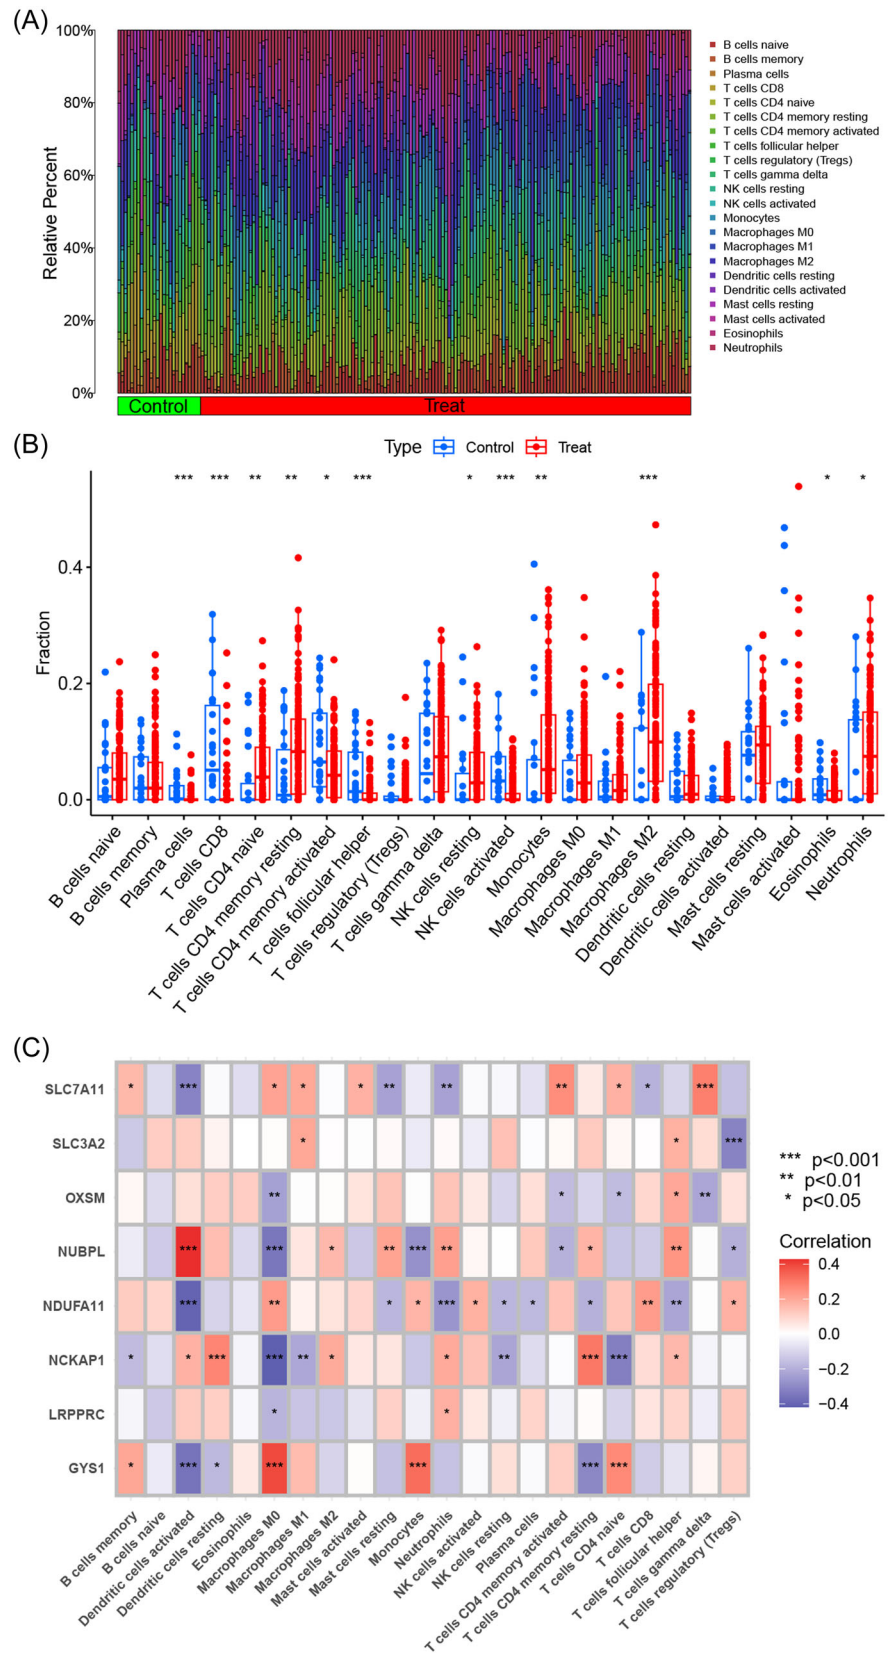 (A)
100%
80%
60%
40%
20%
0%
Relative Percent
Control
Treat
B cells naive
B cells memory
Plasma cells
T cells CD8
T cells CD4 naive
T cells CD4 memory resting
T cells CD4 memory activated
T cells follicular helper
T cells regulatory (Tregs)
T cells gamma delta
NK cells resting
NK cells activated
Monocytes
Macrophages M0
Macrophages M1
Macrophages M2
Dendritic cells resting
Dendritic cells activated
Mast cells resting
Mast cells activated
Eosinophils
Neutrophils
(B)
Type Control Treat
*** *** ** ** * *** * *** ** *** * *
0.4
0.2
0.0
Fraction
B cells naive
B cells memory
Plasma cells
T cells CD8
T cells CD4 naive
T cells CD4 memory resting
T cells CD4 memory activated
T cells follicular helper
T cells regulatory (Tregs)
T cells gamma delta
NK cells resting
NK cells activated
Monocytes
Macrophages M0
Macrophages M1
Macrophages M2
Dendritic cells resting
Dendritic cells activated
Mast cells resting
Mast cells activated
Eosinophils
Neutrophils
(C)
SLC7A11 * *** * * * ** ** ** * * ***
SLC3A2 * * ***
OXSM ** * * * **
NUBPL *** *** * ** *** ** * * ** *
NDUFA11 *** ** * * *** * * * * ** ** *
NCKAP1 * * *** *** ** * * ** *** *** *
LRPPRC * *
GYS1 * *** * *** *** *** ***
B cells memory
B cells naive
Dendritic cells activated
Dendritic cells resting
Eosinophils
Macrophages M0
Macrophages M1
Macrophages M2
Mast cells activated
Mast cells resting
Monocytes
Neutrophils
NK cells activated
NK cells resting
Plasma cells
T cells CD4 memory activated
T cells CD4 memory resting
T cells CD4 naive
T cells CD8
T cells follicular helper
T cells gamma delta
T cells regulatory (Tregs)
*** p<0.001
** p<0.01
* p<0.05
Correlation
0.4
0.2
0.0
−0.2
−0.4